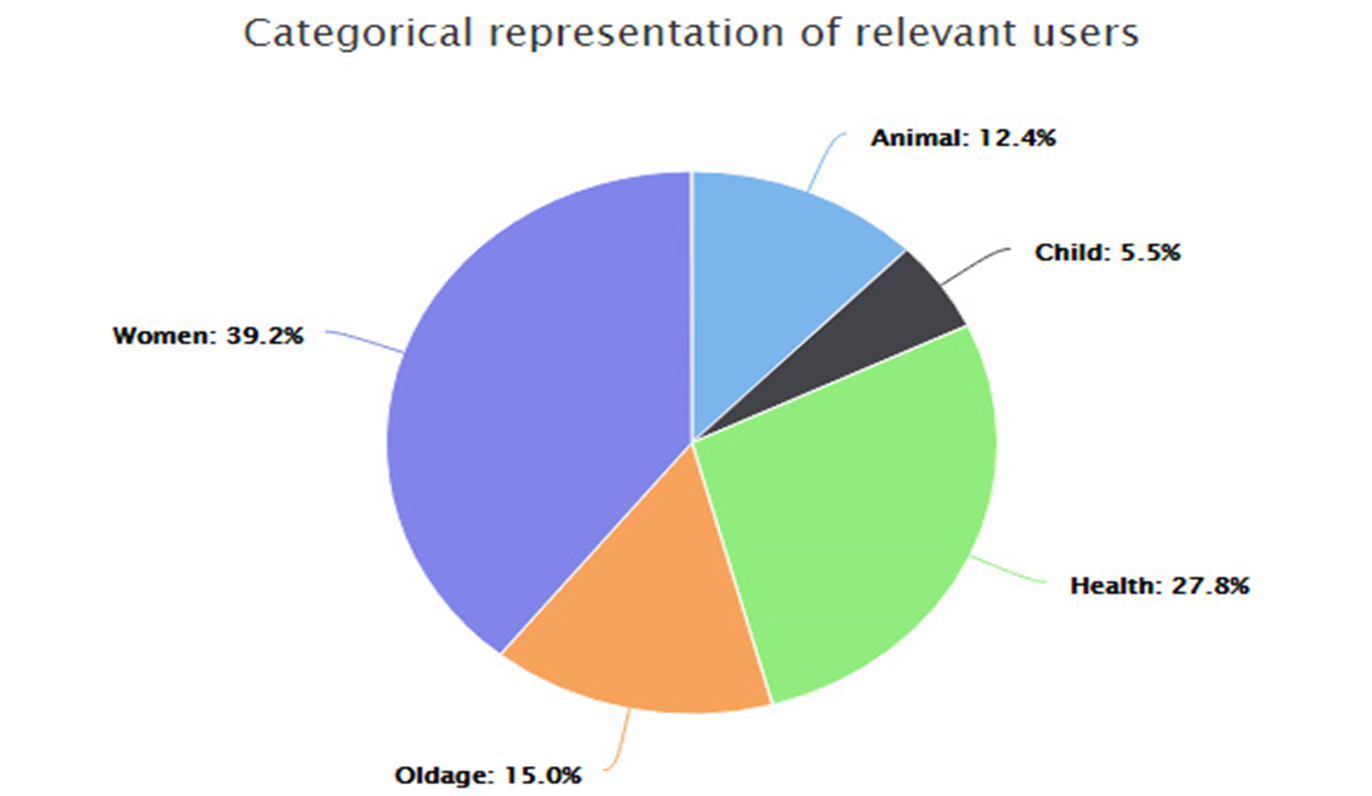 Categorical representation of relevant users
Animal: 12.4%
Child: 5.5%
Women: 39.2%
Health: 27.8%
Oldage: 15.0%